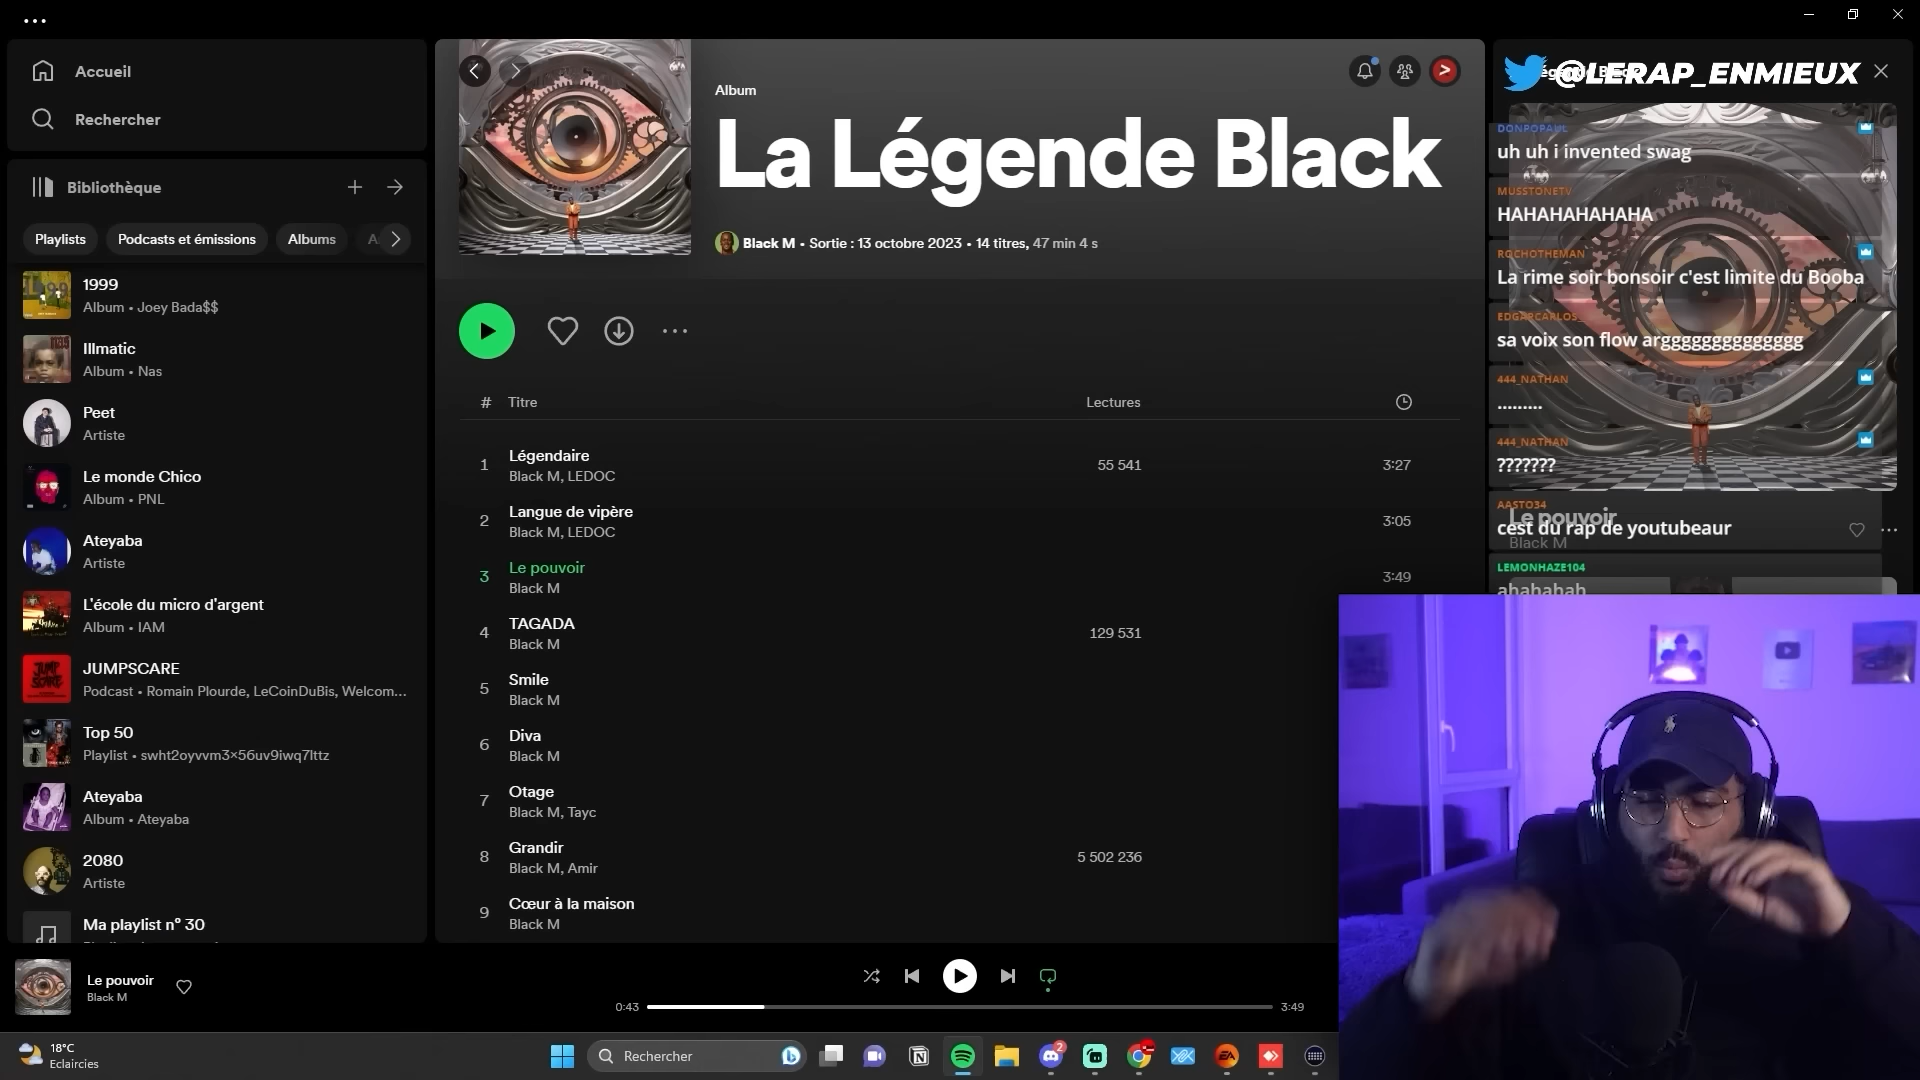 Accueil
Rechercher
Bibliothèque
Playlists
Podcasts et émissions
Albums
1999
Album • Joey Bada$$
Illmatic
Album • Nas
Peet
Artiste
Le monde Chico
Album • PNL
Ateyaba
Artiste
L'école du micro d'argent
Album • IAM
JUMPSCARE
Podcast • Romain Plourde, LeCoinDuBis, Welcom...
Top 50
Playlist • swht2oyvvm3x56uv9iwq7lttz
Ateyaba
Album • Ateyaba
2080
Artiste
Ma playlist n° 30
Album
La Légende Black
Black M • Sortie : 13 octobre 2023 • 14 titres, 47 min 4 s
# Titre Lectures
1 Légendaire 55 541 3:27
Black M, LEDOC
2 Langue de vipère 3:05
Black M, LEDOC
3 Le pouvoir 3:49
Black M
4 TAGADA 129 531
Black M
5 Smile
Black M
6 Diva
Black M
7 Otage
Black M, Tayc
8 Grandir 5 502 236
Black M, Amir
9 Cœur à la maison
Black M
@LERAP_ENMIEUX
DONPOPAUL
uh uh i invented swag
MUSSTONETV
HAHAHAHAHAHA
ROCHOTHEMAN
La rime soir bonsoir c'est limite du Booba
EDGARCARLOS_
sa voix son flow arggggggggggggggg
444_NATHAN
.........
444_NATHAN
???????
AASTO34
cest du rap de youtubeaur
Le pouvoir
Black M
LEMONHAZE104
ahahahah
Le pouvoir
Black M
0:43
3:49
18°C
Eclaircies
Rechercher
2